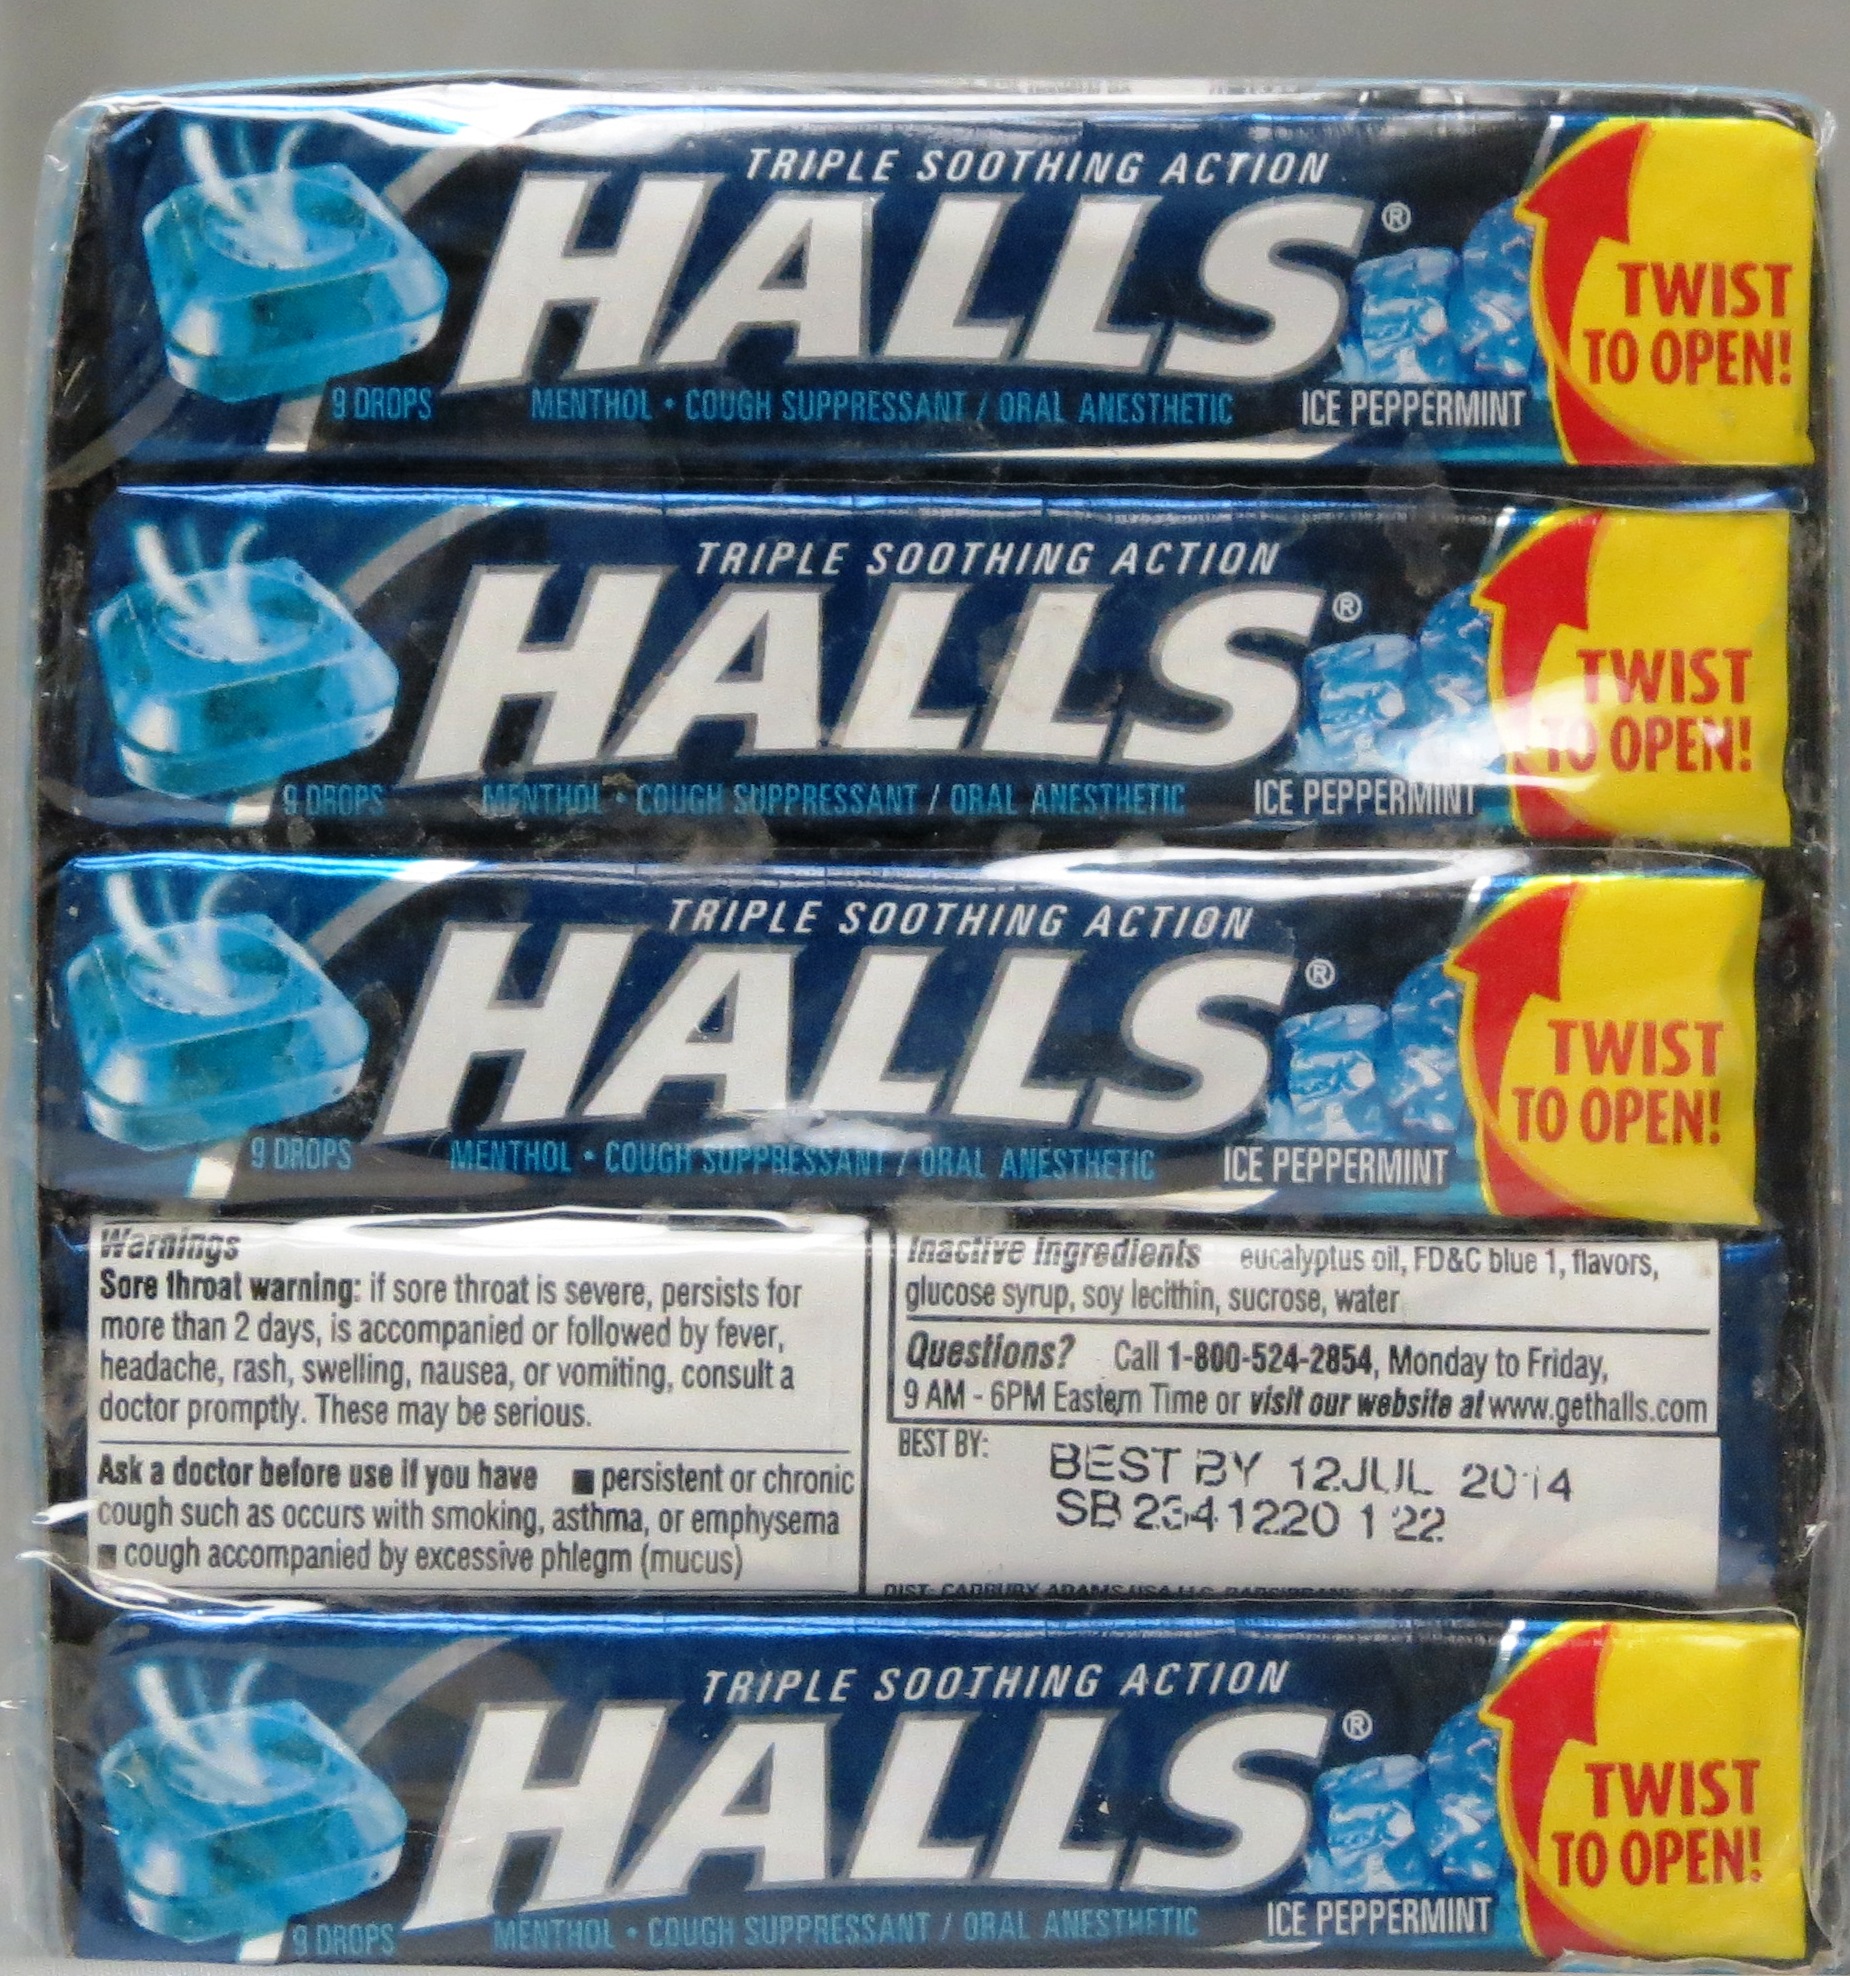 TRIPLE SOOTHING ACTION
HALLS®
TWIST
TO OPEN!
9 DROPS MENTHOL • COUGH SUPPRESSANT / ORAL ANESTHETIC ICE PEPPERMINT
TRIPLE SOOTHING ACTION
HALLS®
TWIST
TO OPEN!
9 DROPS MENTHOL • COUGH SUPPRESSANT / ORAL ANESTHETIC ICE PEPPERMINT
TRIPLE SOOTHING ACTION
HALLS®
TWIST
TO OPEN!
9 DROPS MENTHOL • COUGH SUPPRESSANT / ORAL ANESTHETIC ICE PEPPERMINT
Warnings
Sore throat warning: if sore throat is severe, persists for
more than 2 days, is accompanied or followed by fever,
headache, rash, swelling, nausea, or vomiting, consult a
doctor promptly. These may be serious.
Ask a doctor before use if you have ■ persistent or chronic
cough such as occurs with smoking, asthma, or emphysema
■ cough accompanied by excessive phlegm (mucus)
Inactive ingredients eucalyptus oil, FD&C blue 1, flavors,
glucose syrup, soy lecithin, sucrose, water
Questions? Call 1-800-524-2854, Monday to Friday,
9 AM - 6PM Eastern Time or visit our website at www.gethalls.com
BEST BY:
BEST BY 12JUL 2014
SB 2341220 1 22
DIST. CADBURY ADAMS USA LLC,
TRIPLE SOOTHING ACTION
HALLS®
TWIST
TO OPEN!
9 DROPS MENTHOL • COUGH SUPPRESSANT / ORAL ANESTHETIC ICE PEPPERMINT